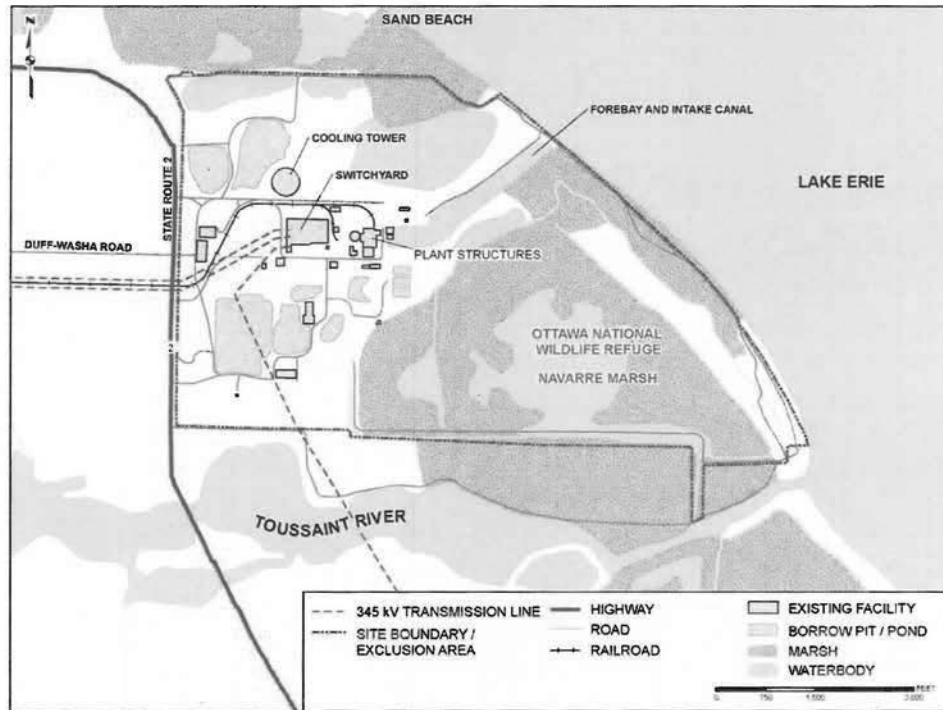 SAND BEACH
N
FOREBAY AND INTAKE CANAL
COOLING TOWER
SWITCHYARD
LAKE ERIE
STATE ROUTE 2
DUFF-WASHA ROAD
PLANT STRUCTURES
OTTAWA NATIONAL
WILDLIFE REFUGE
NAVARRE MARSH
2
TOUSSAINT RIVER
345 kV TRANSMISSION LINE
SITE BOUNDARY /
EXCLUSION AREA
HIGHWAY
ROAD
RAILROAD
EXISTING FACILITY
BORROW PIT / POND
MARSH
WATERBODY
FEET
0 750 1,500 3,000